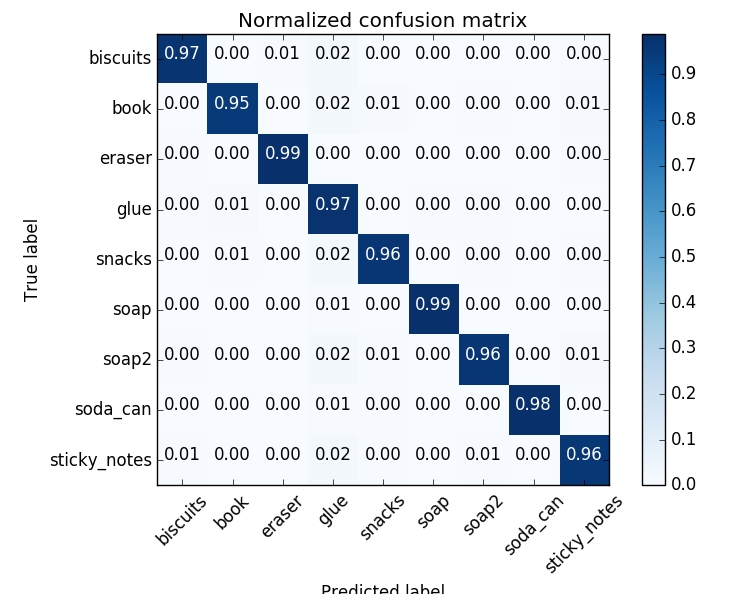 Normalized confusion matrix
biscuits 0.97 0.00 0.01 0.02 0.00 0.00 0.00 0.00 0.00
book 0.00 0.95 0.00 0.02 0.01 0.00 0.00 0.00 0.01
eraser 0.00 0.00 0.99 0.00 0.00 0.00 0.00 0.00 0.00
glue 0.00 0.01 0.00 0.97 0.00 0.00 0.00 0.00 0.00
snacks 0.00 0.01 0.00 0.02 0.96 0.00 0.00 0.00 0.00
soap 0.00 0.00 0.00 0.01 0.00 0.99 0.00 0.00 0.00
soap2 0.00 0.00 0.00 0.02 0.01 0.00 0.96 0.00 0.01
soda_can 0.00 0.00 0.00 0.01 0.00 0.00 0.00 0.98 0.00
sticky_notes 0.01 0.00 0.00 0.02 0.00 0.00 0.01 0.00 0.96
biscuits book eraser glue snacks soap soap2 soda_can sticky_notes
True label
Predicted label
0.9
0.8
0.7
0.6
0.5
0.4
0.3
0.2
0.1
0.0